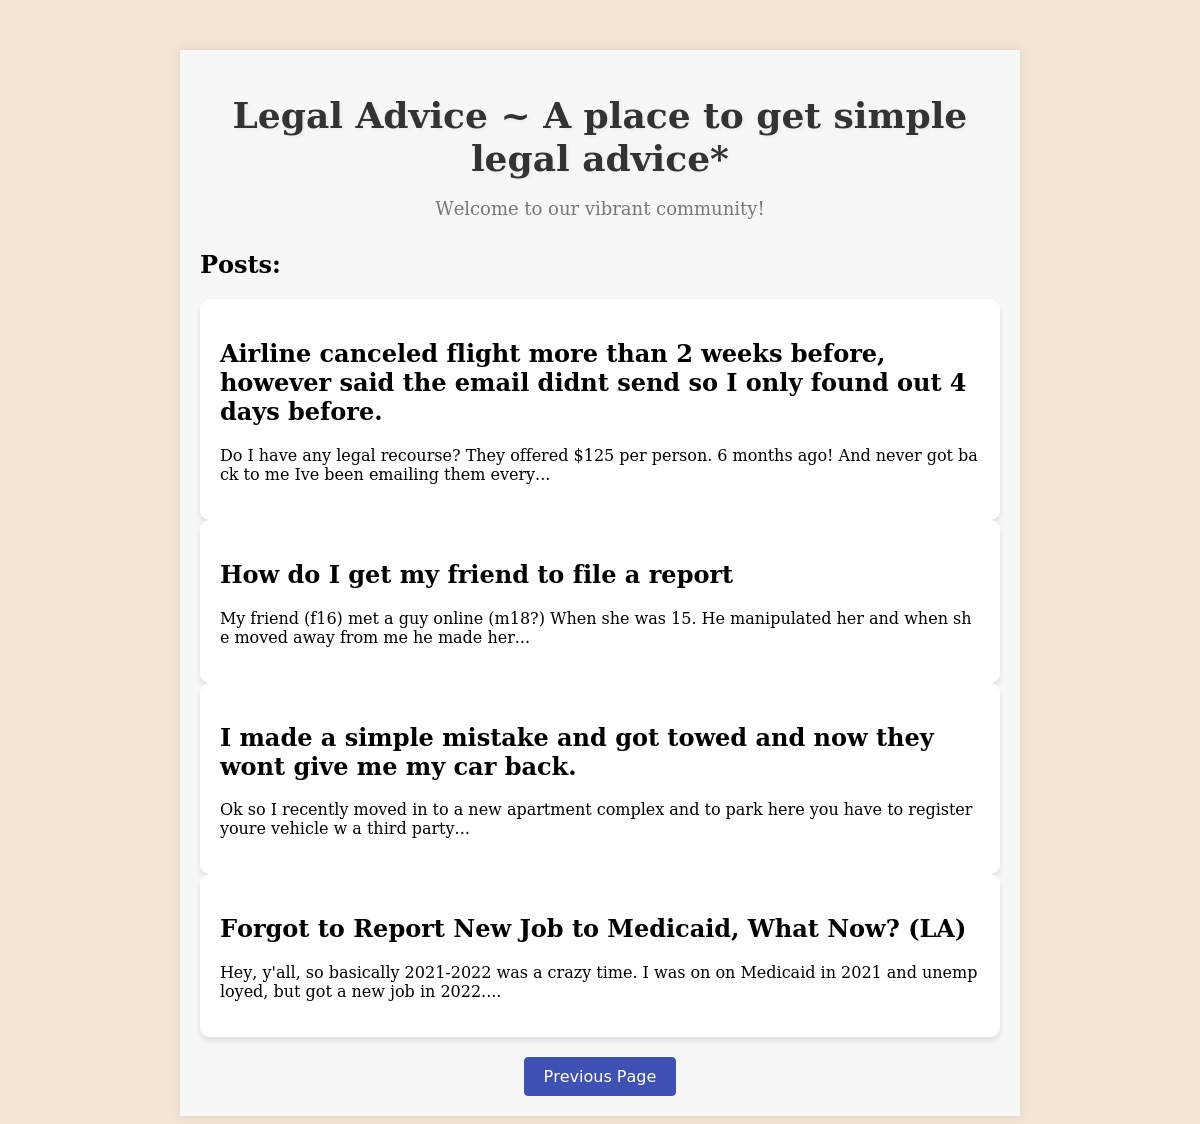 Legal Advice ~ A place to get simple
legal advice*
Welcome to our vibrant community!
Posts:
Airline canceled flight more than 2 weeks before,
however said the email didnt send so I only found out 4
days before.
Do I have any legal recourse? They offered $125 per person. 6 months ago! And never got ba
ck to me Ive been emailing them every...
How do I get my friend to file a report
My friend (f16) met a guy online (m18?) When she was 15. He manipulated her and when sh
e moved away from me he made her...
I made a simple mistake and got towed and now they
wont give me my car back.
Ok so I recently moved in to a new apartment complex and to park here you have to register
youre vehicle w a third party...
Forgot to Report New Job to Medicaid, What Now? (LA)
Hey, y'all, so basically 2021-2022 was a crazy time. I was on on Medicaid in 2021 and unemp
loyed, but got a new job in 2022....
Previous Page